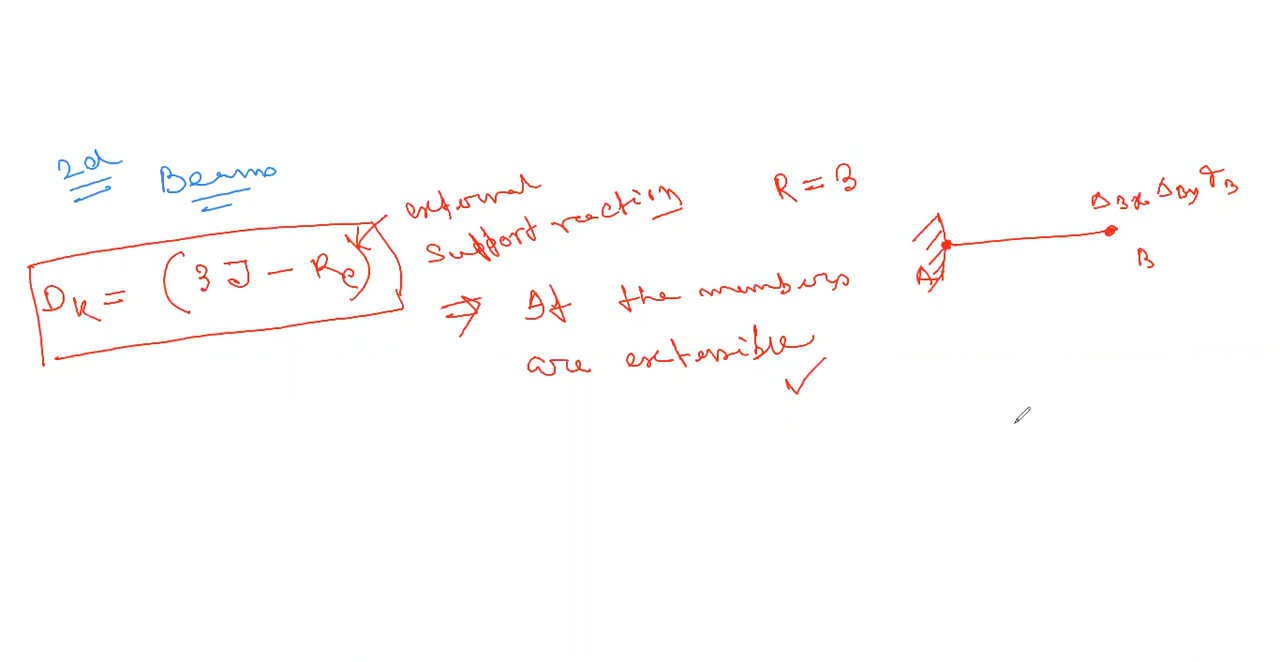 2d Beams
DK = (3J - Re)
external
support reaction
⇒ If the members
are extensible ✓
R = 3
ΔBx, ΔBy, θB
A
B